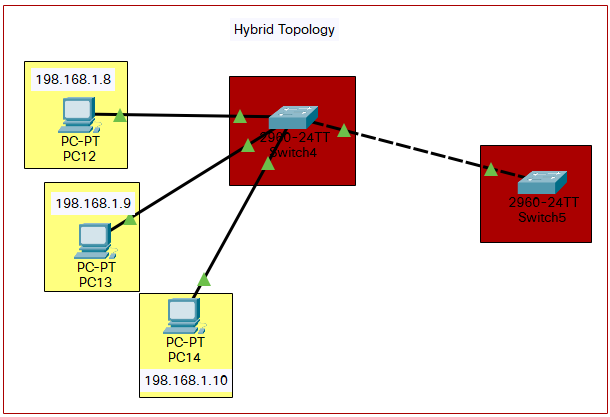 Hybrid Topology
198.168.1.8
PC-PT
PC12
2960-24TT
Switch4
198.168.1.9
PC-PT
PC13
2960-24TT
Switch5
PC-PT
PC14
198.168.1.10